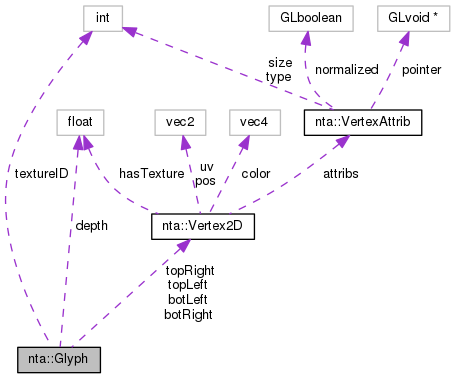 int
GLboolean
GLvoid *
size
type
normalized
pointer
float
vec2
vec4
nta::VertexAttrib
textureID
hasTexture
uv
pos
color
attribs
depth
nta::Vertex2D
topRight
topLeft
botLeft
botRight
nta::Glyph